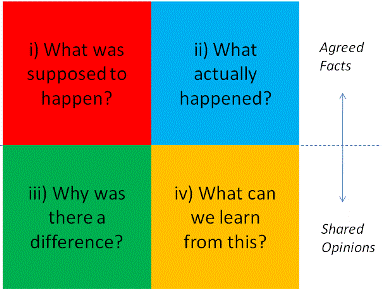 i) What was
supposed to
happen?
ii) What
actually
happened?
Agreed
Facts
iii) Why was
there a
difference?
iv) What can
we learn
from this?
Shared
Opinions